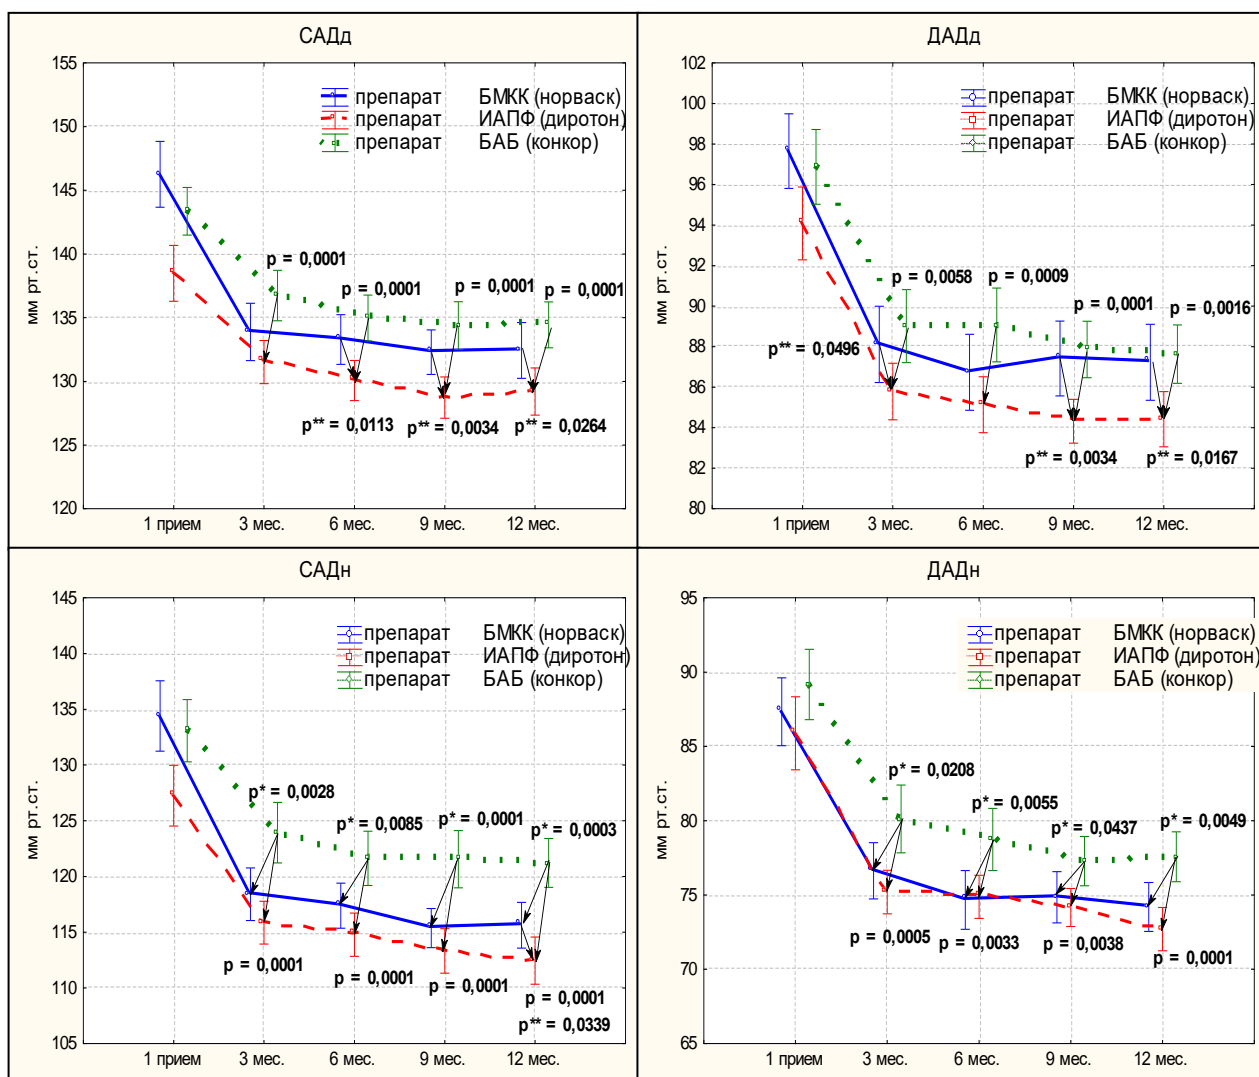 САДд
мм рт.ст.
155
150
145
140
135
130
125
120
препарат БМКК (норваск)
препарат ИАПФ (диротон)
препарат БАБ (конкор)
p = 0,0001
p = 0,0001
p = 0,0001
p = 0,0001
p** = 0,0113
p** = 0,0034
p** = 0,0264
1 прием 3 мес. 6 мес. 9 мес. 12 мес.
ДАДд
мм рт.ст.
102
100
98
96
94
92
90
88
86
84
82
80
препарат БМКК (норваск)
препарат ИАПФ (диротон)
препарат БАБ (конкор)
p = 0,0058
p = 0,0009
p = 0,0001
p = 0,0016
p** = 0,0496
p** = 0,0034
p** = 0,0167
1 прием 3 мес. 6 мес. 9 мес. 12 мес.
САДн
мм рт.ст.
145
140
135
130
125
120
115
110
105
препарат БМКК (норваск)
препарат ИАПФ (диротон)
препарат БАБ (конкор)
p* = 0,0028
p* = 0,0085
p* = 0,0001
p* = 0,0003
p = 0,0001
p = 0,0001
p = 0,0001
p = 0,0001
p** = 0,0339
1 прием 3 мес. 6 мес. 9 мес. 12 мес.
ДАДн
мм рт.ст.
95
90
85
80
75
70
65
препарат БМКК (норваск)
препарат ИАПФ (диротон)
препарат БАБ (конкор)
p* = 0,0208
p* = 0,0055
p* = 0,0437
p* = 0,0049
p = 0,0005
p = 0,0033
p = 0,0038
p = 0,0001
1 прием 3 мес. 6 мес. 9 мес. 12 мес.